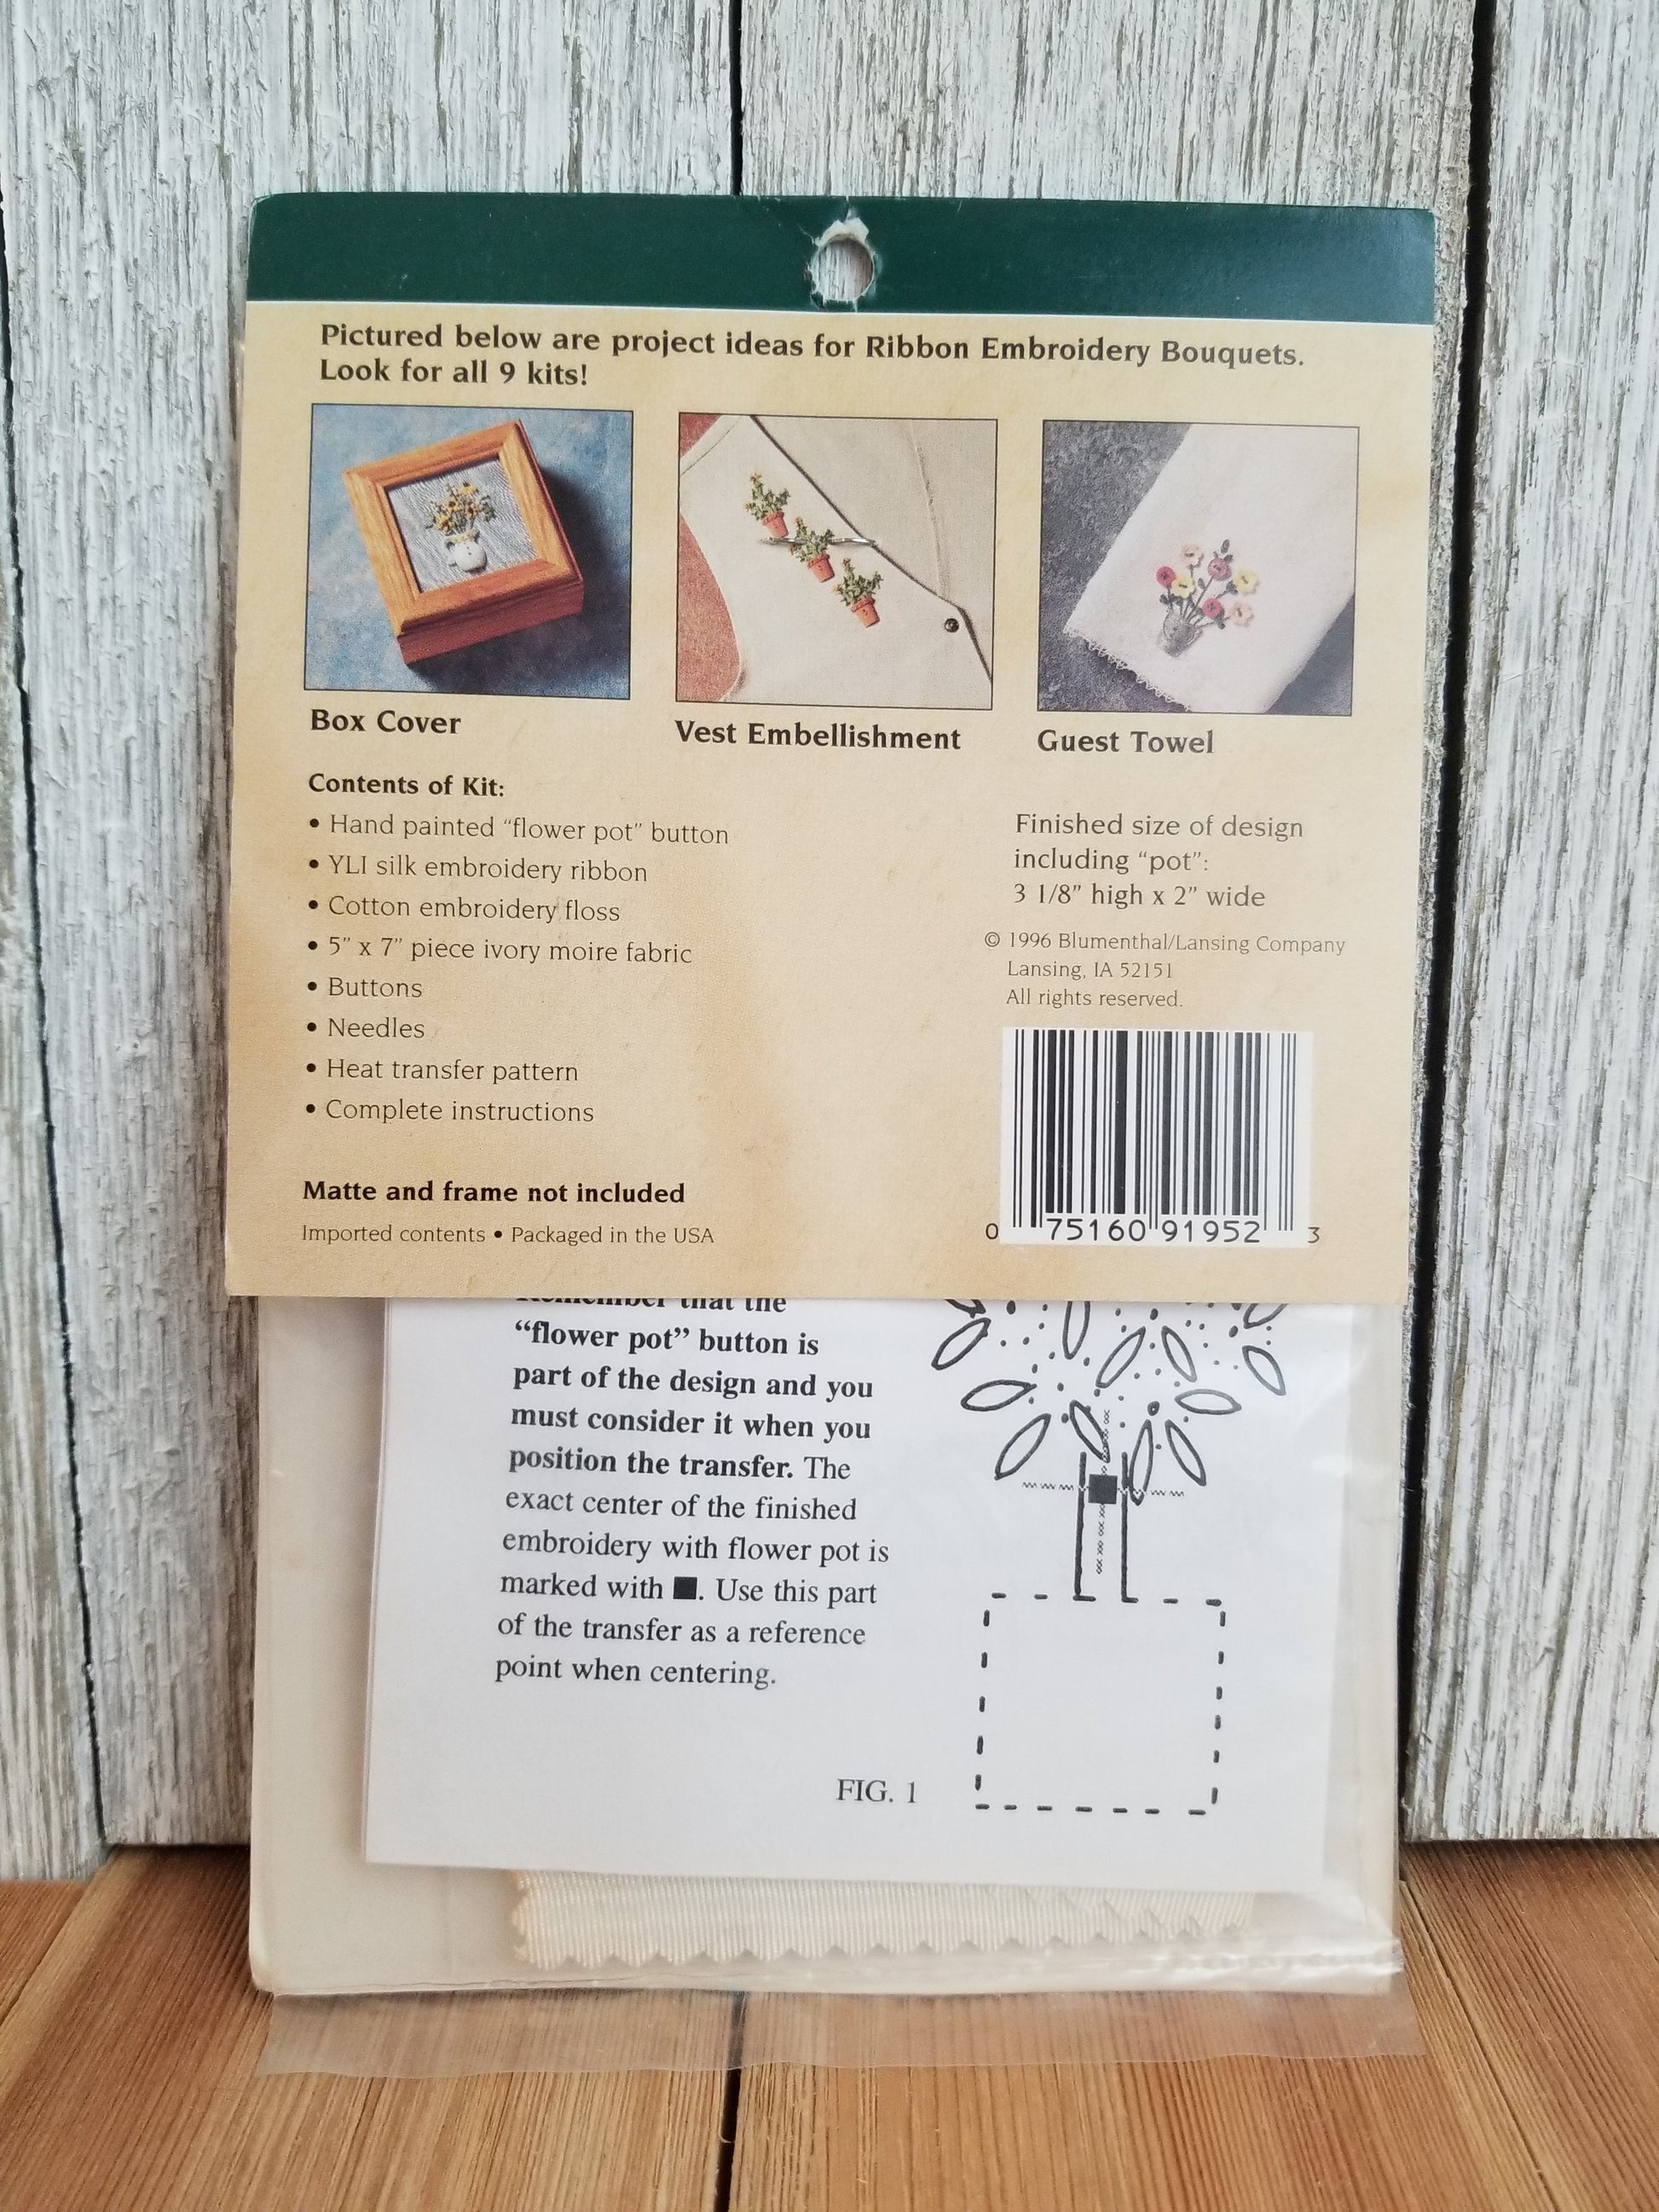 Pictured below are project ideas for Ribbon Embroidery Bouquets.
Look for all 9 kits!
Box Cover
Vest Embellishment
Guest Towel
Contents of Kit:
• Hand painted “flower pot” button
• YLI silk embroidery ribbon
• Cotton embroidery floss
• 5” x 7” piece ivory moire fabric
• Buttons
• Needles
• Heat transfer pattern
• Complete instructions
Matte and frame not included
Imported contents • Packaged in the USA
Finished size of design
including “pot”:
3 1/8” high x 2” wide
© 1996 Blumenthal/Lansing Company
Lansing, IA 52151
All rights reserved.
0 75160 91952 3
Remember that the
“flower pot” button is
part of the design and you
must consider it when you
position the transfer. The
exact center of the finished
embroidery with flower pot is
marked with ■. Use this part
of the transfer as a reference
point when centering.
FIG. 1